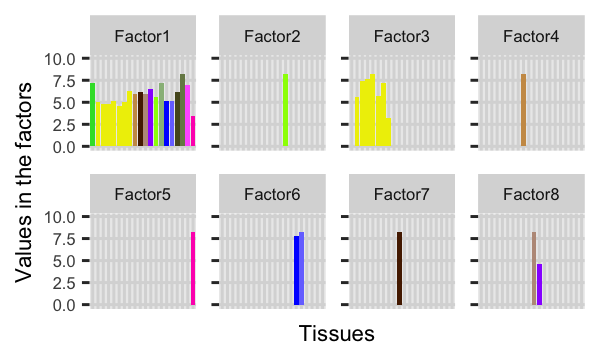 Factor1 Factor2 Factor3 Factor4
10.0
7.5
5.0
2.5
0.0
Factor5 Factor6 Factor7 Factor8
10.0
7.5
5.0
2.5
0.0
Values in the factors
Tissues